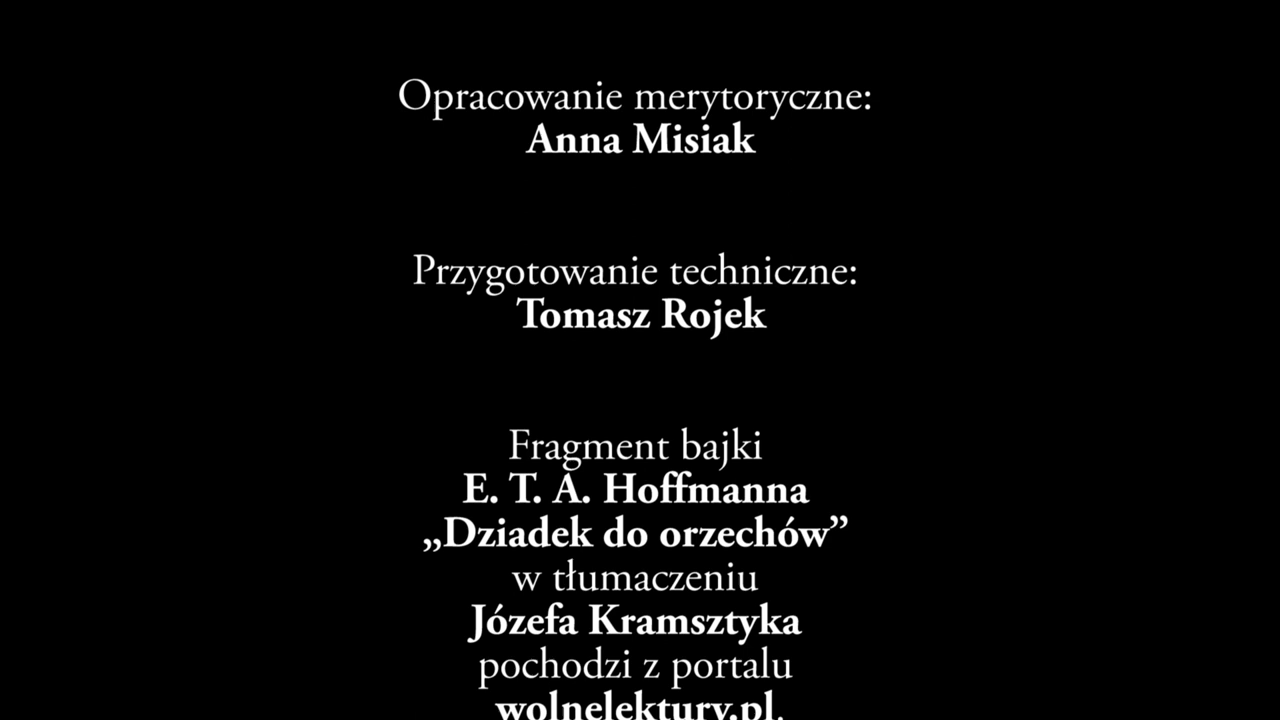 Opracowanie merytoryczne:
Anna Misiak
Przygotowanie techniczne:
Tomasz Rojek
Fragment bajki
E. T. A. Hoffmanna
„Dziadek do orzechów”
w tłumaczeniu
Józefa Kramsztyka
pochodzi z portalu
wolnelektury.pl.